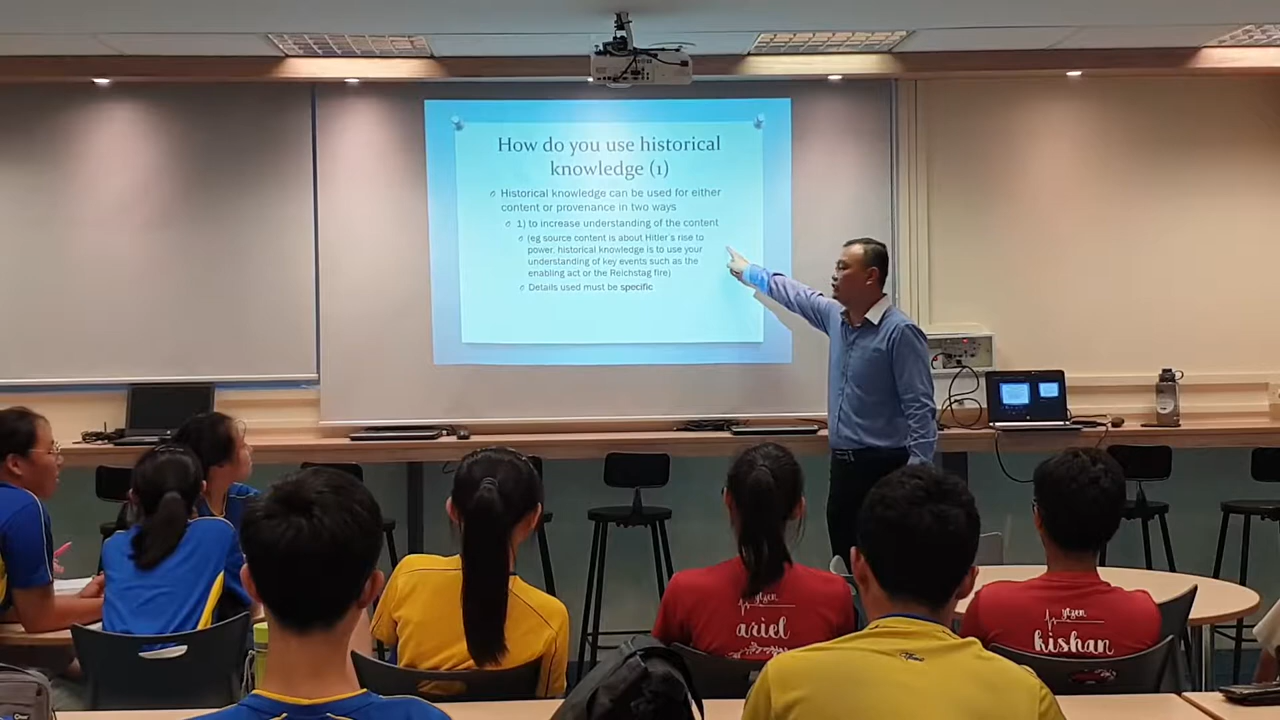 How do you use historical
knowledge (1)
Historical knowledge can be used for either
content or provenance in two ways
1) to increase understanding of the content
(eg source content is about Hitler's rise to
power, historical knowledge is to use your
understanding of key events such as the
enabling act or the Reichstag fire)
Details used must be specific
ytzen
ariel
ytzen
kishan